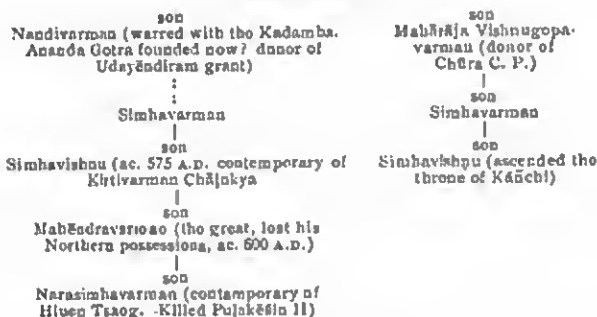 son
Nandivarman (warred with the Kadamba.
Ananda Gotra founded now? donor of
Udayēndiram grant)
Simhavarman
son
Simhavishnu (ac. 575 A.D. contemporary of
Kīrtivarman Chāḷukya
son
Mahēndravarman (the great, lost his
Northern possessions, ac. 600 A.D.)
son
Narasimhavarman (contemporary of
Hiuen Tsang. -Killed Pulakēśin II)
son
Mahārāja Vishnugopa-
varman (donor of
Chūra C. P.)
son
Simhavarman
son
Simhavishṇu (ascended the
throne of Kāñchi)